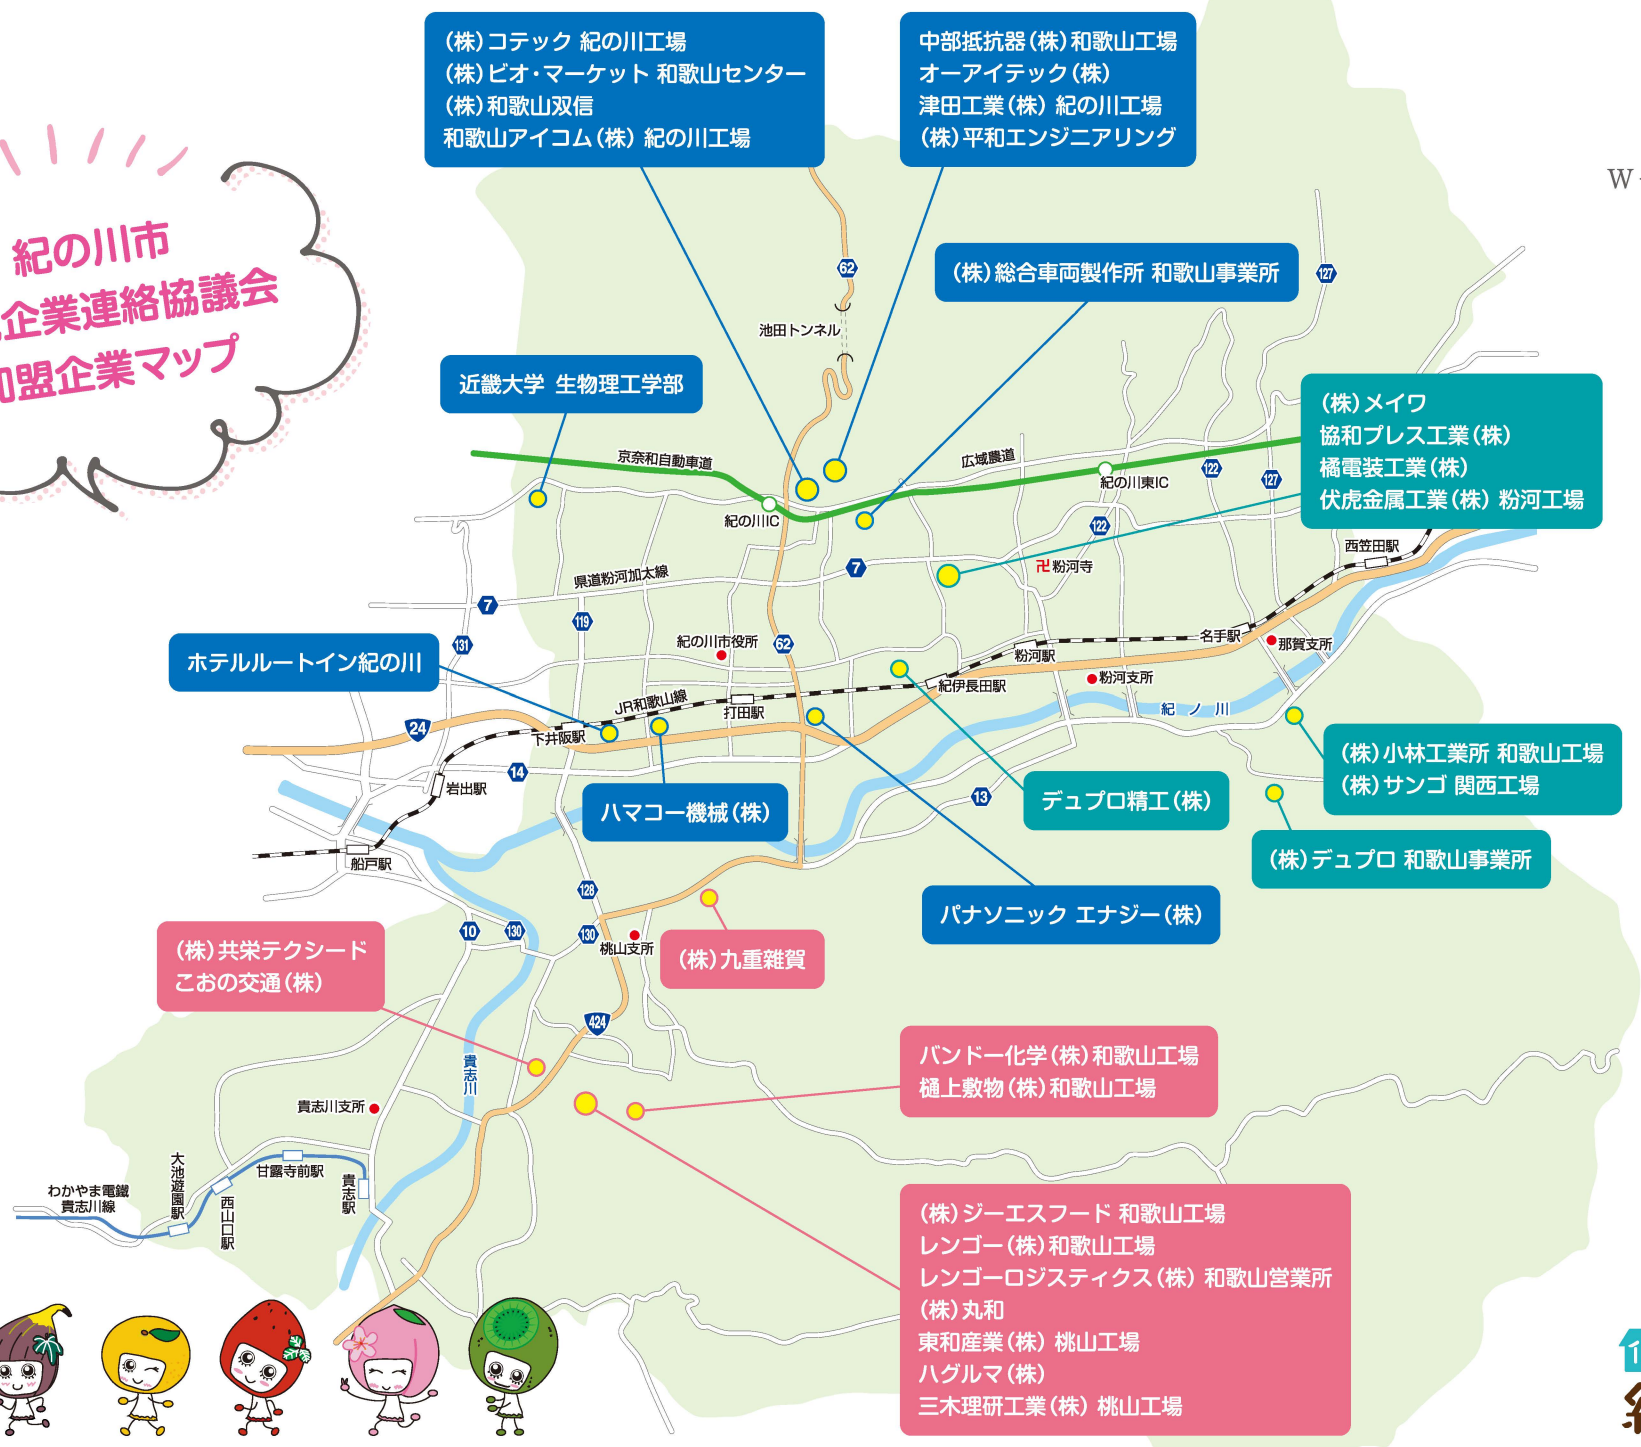 紀の川市
企業連絡協議会
加盟企業マップ
(株)コテック 紀の川工場
(株)ビオ・マーケット 和歌山センター
(株)和歌山双信
和歌山アイコム(株) 紀の川工場
中部抵抗器(株)和歌山工場
オーアイテック(株)
津田工業(株) 紀の川工場
(株)平和エンジニアリング
W
62
(株)総合車両製作所 和歌山事業所
127
池田トンネル
近畿大学 生物理工学部
(株)メイワ
協和プレス工業(株)
橘電装工業(株)
伏虎金属工業(株) 粉河工場
京奈和自動車道
広域農道
紀の川東IC
122
127
紀の川IC
122
西笠田駅
県道粉河加太線
7
卍粉河寺
7
119
131
紀の川市役所
62
名手駅
那賀支所
粉河駅
ホテルルートイン紀の川
紀伊長田駅
粉河支所
JR和歌山線
打田駅
紀ノ川
24
下井阪駅
(株)小林工業所 和歌山工場
(株)サンゴ 関西工場
14
岩出駅
13
デュプロ精工(株)
ハマコー機械(株)
(株)デュプロ 和歌山事業所
船戸駅
128
パナソニック エナジー(株)
10
130
130
桃山支所
(株)九重雜賀
(株)共栄テクシード
こおの交通(株)
424
貴志川
バンドー化学(株)和歌山工場
樋上敷物(株)和歌山工場
貴志川支所
大池遊園駅
甘露寺前駅
貴志駅
西山口駅
わかやま電鐵
貴志川線
(株)ジーエスフード 和歌山工場
レンゴー(株)和歌山工場
レンゴーロジスティクス(株) 和歌山営業所
(株)丸和
東和産業(株) 桃山工場
ハグルマ(株)
三木理研工業(株) 桃山工場